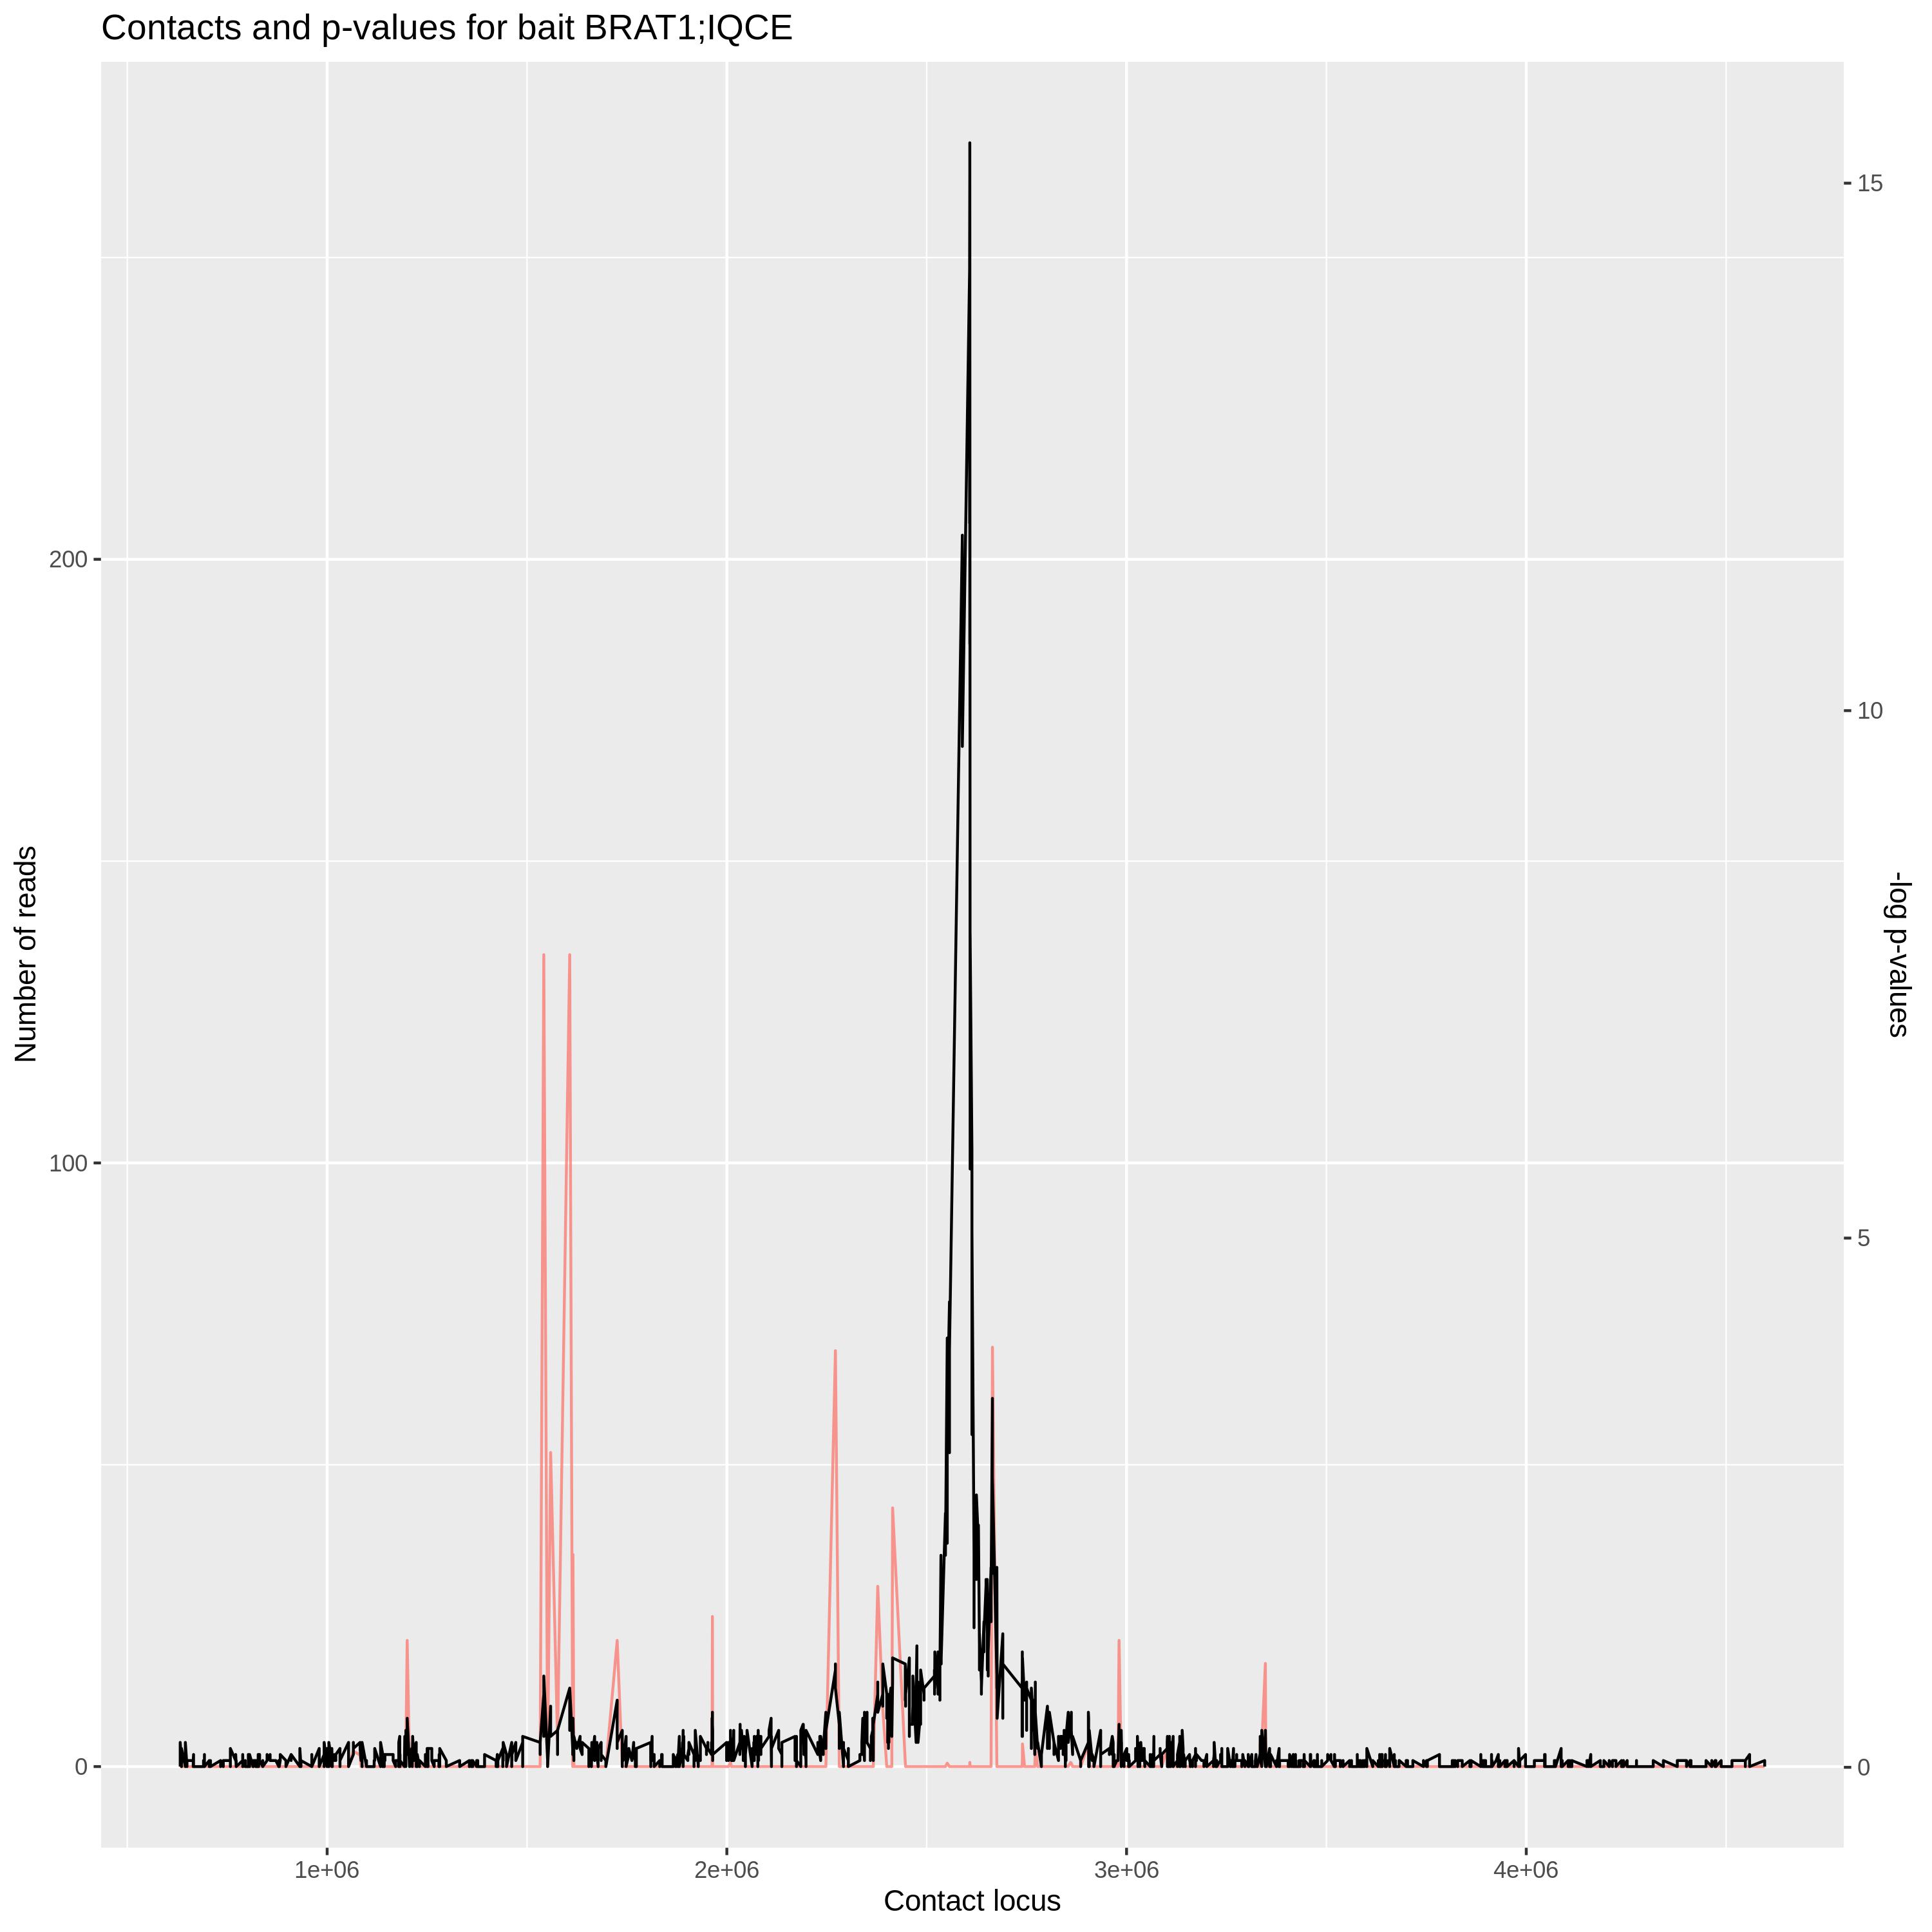 Contacts and p-values for bait BRAT1;IQCE
15
200
10
Number of reads
-log p-values
100
5
0
0
1e+06
2e+06
3e+06
4e+06
Contact locus